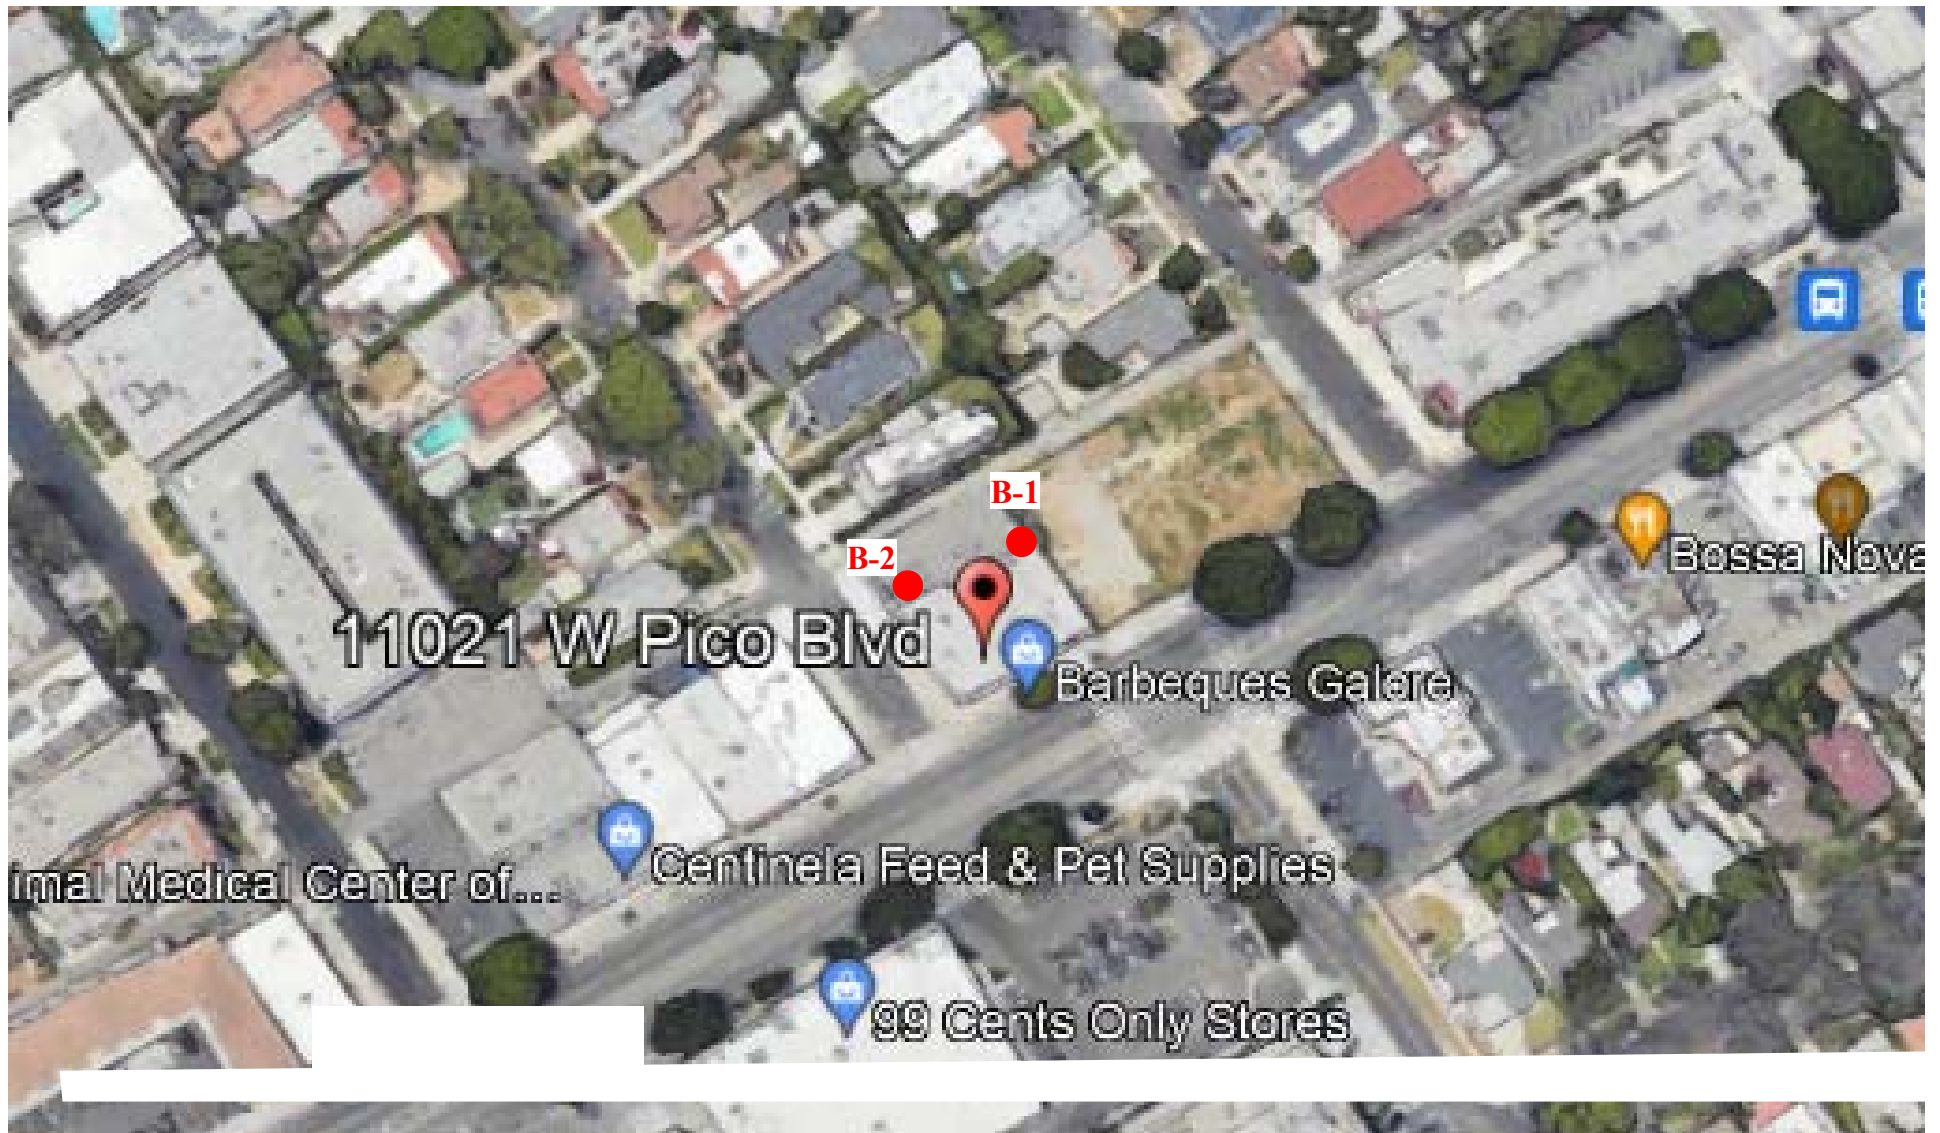 B-1
B-2
Bossa Nova
11021 W Pico Blvd
Barbeques Galore
Centinela Feed & Pet Supplies
imal Medical Center of...
99 Cents Only Stores